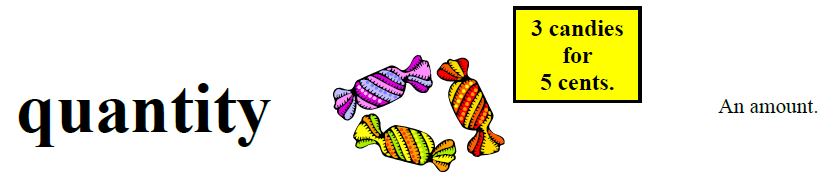 quantity
3 candies
for
5 cents.
An amount.